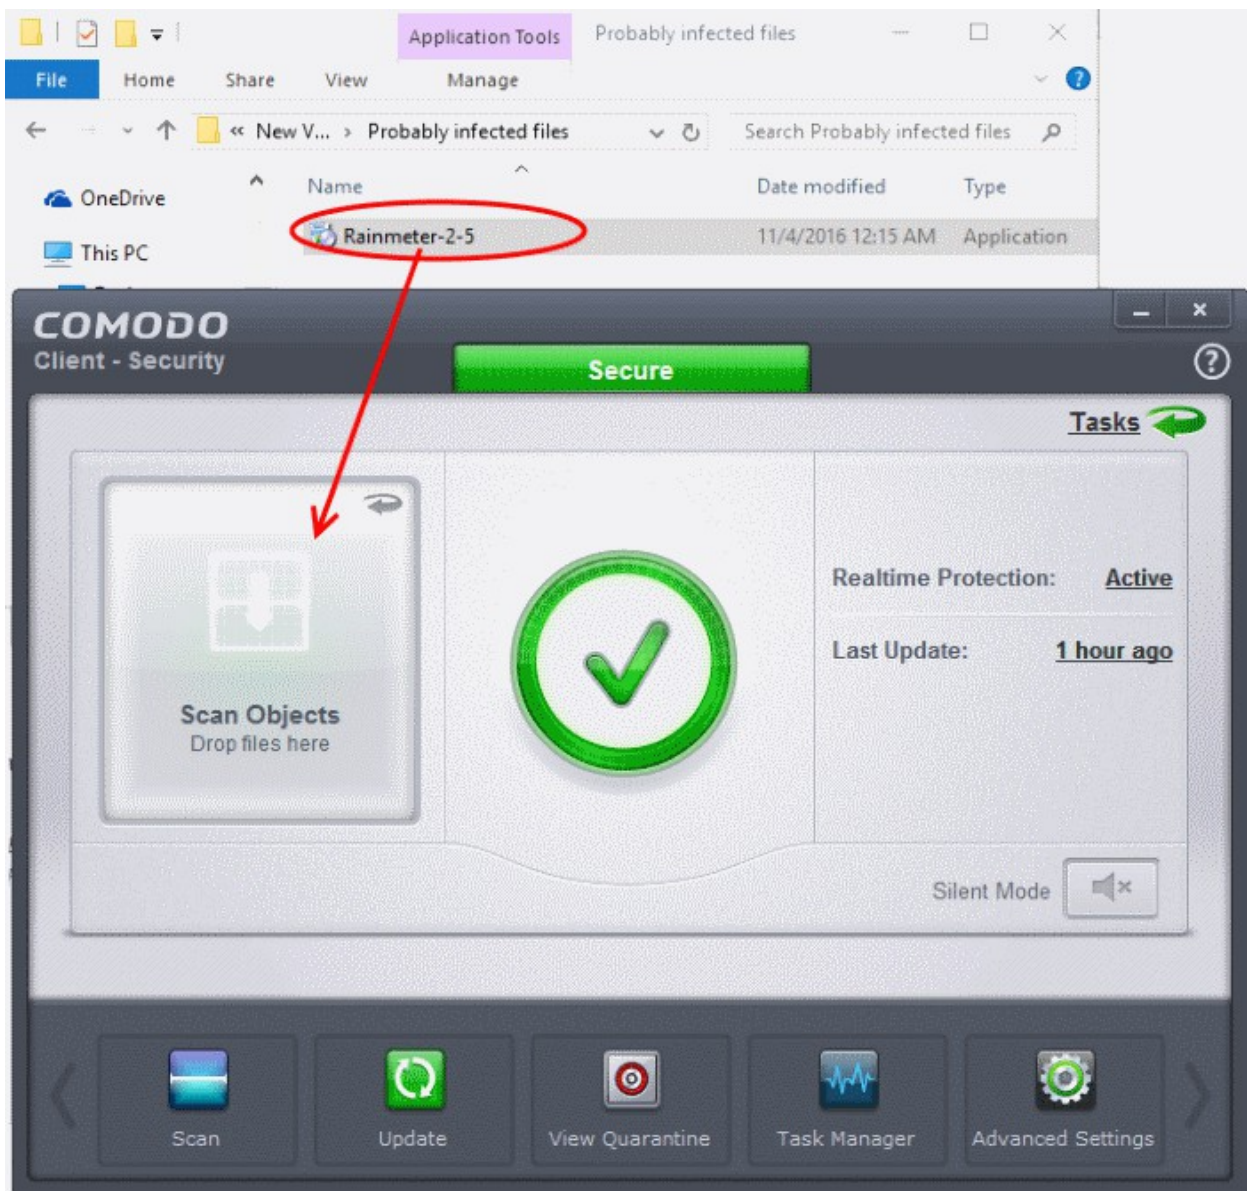 Application Tools Probably infected files
File Home Share View Manage
« New V... › Probably infected files Search Probably infected files
Name Date modified Type
OneDrive
Rainmeter-2-5 11/4/2016 12:15 AM Application
This PC
COMODO
Client - Security
Secure
Tasks
Realtime Protection: Active
Last Update: 1 hour ago
Scan Objects
Drop files here
Silent Mode
Scan Update View Quarantine Task Manager Advanced Settings